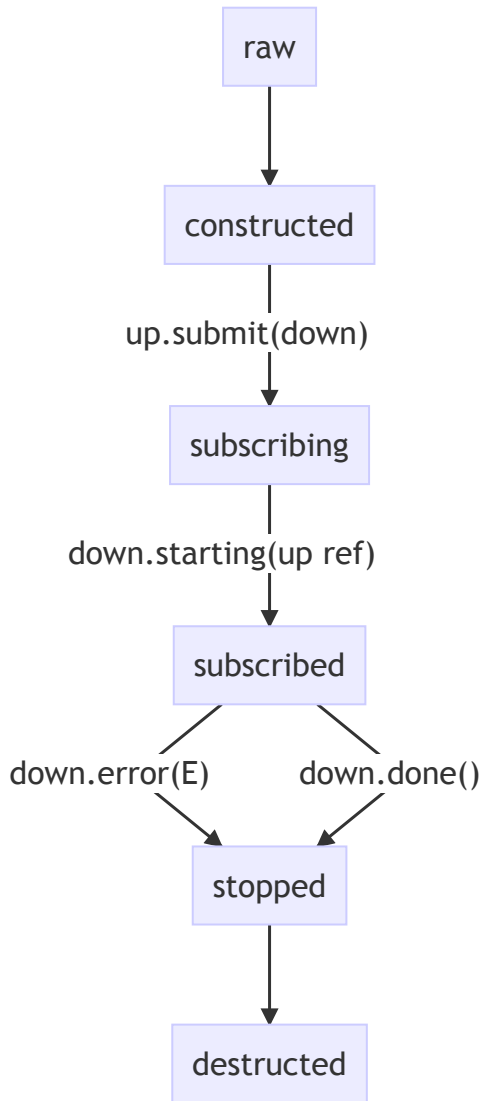 raw
constructed
up.submit(down)
subscribing
down.starting(up ref)
subscribed
down.error(E)
down.done()
stopped
destructed